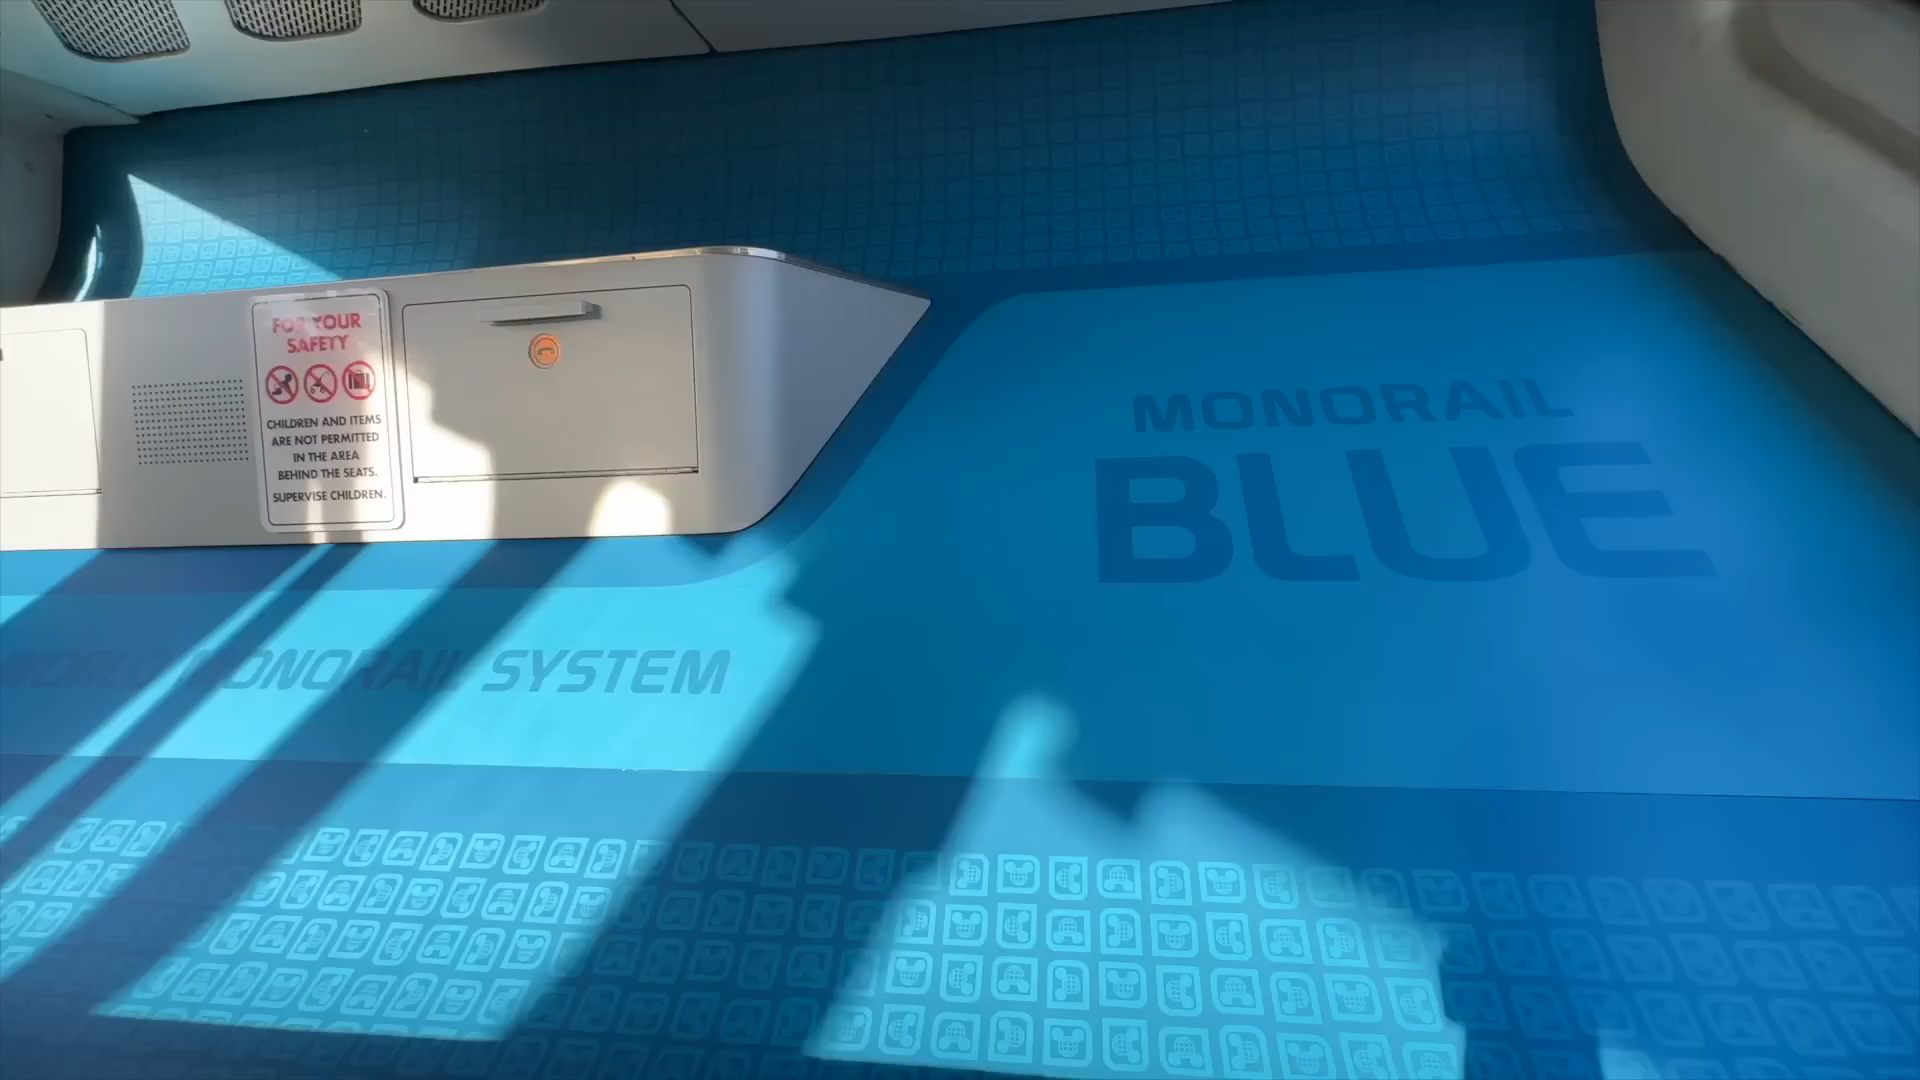 FOR YOUR
SAFETY
CHILDREN AND ITEMS
ARE NOT PERMITTED
IN THE AREA
BEHIND THE SEATS.
SUPERVISE CHILDREN.
MONORAIL
BLUE
WORLD MONORAIL SYSTEM